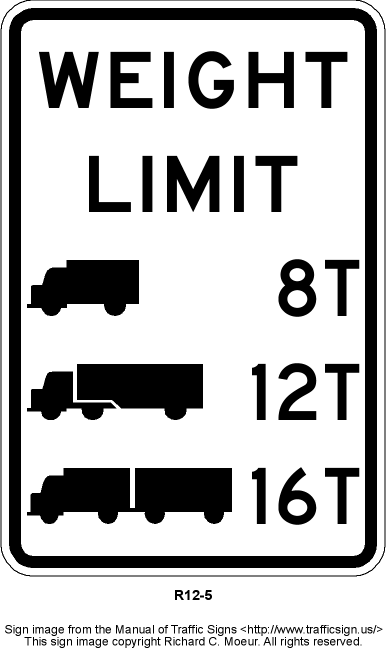 WEIGHT
LIMIT
8T
12T
16T
R12-5
Sign image from the Manual of Traffic Signs <http://www.trafficsign.us/>
This sign image copyright Richard C. Moeur. All rights reserved.